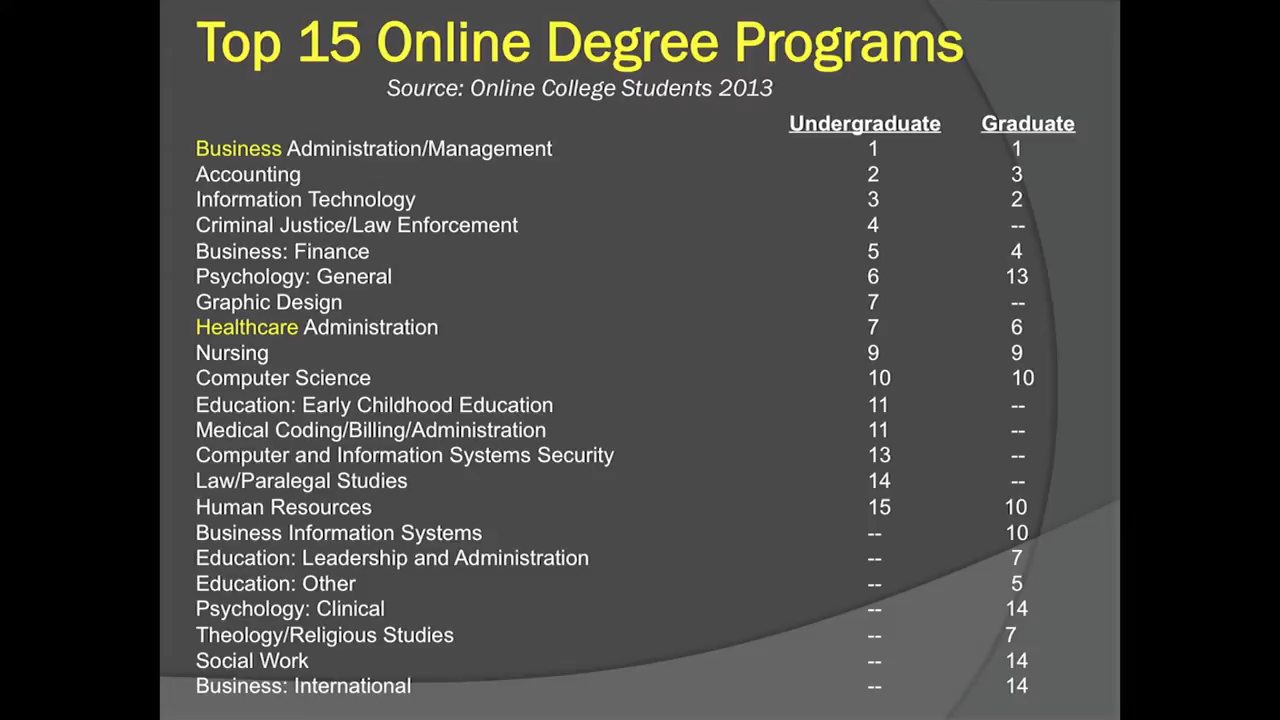 Top 15 Online Degree Programs
Source: Online College Students 2013
Undergraduate Graduate
Business Administration/Management 1 1
Accounting 2 3
Information Technology 3 2
Criminal Justice/Law Enforcement 4 --
Business: Finance 5 4
Psychology: General 6 13
Graphic Design 7 --
Healthcare Administration 7 6
Nursing 9 9
Computer Science 10 10
Education: Early Childhood Education 11 --
Medical Coding/Billing/Administration 11 --
Computer and Information Systems Security 13 --
Law/Paralegal Studies 14 --
Human Resources 15 10
Business Information Systems -- 10
Education: Leadership and Administration -- 7
Education: Other -- 5
Psychology: Clinical -- 14
Theology/Religious Studies -- 7
Social Work -- 14
Business: International -- 14